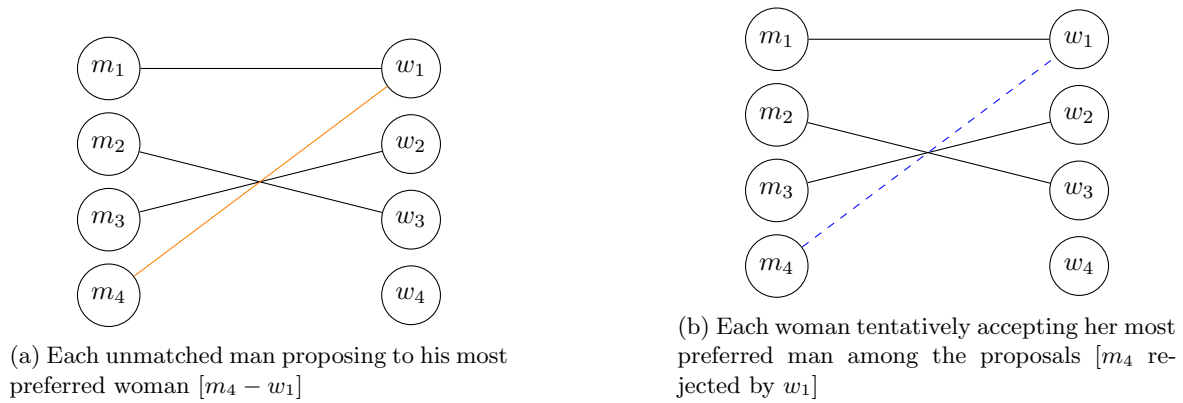 m₁ w₁
m₂ w₂
m₃ w₃
m₄ w₄
(a) Each unmatched man proposing to his most
preferred woman [m₄ − w₁]
m₁ w₁
m₂ w₂
m₃ w₃
m₄ w₄
(b) Each woman tentatively accepting her most
preferred man among the proposals [m₄ re-
jected by w₁]